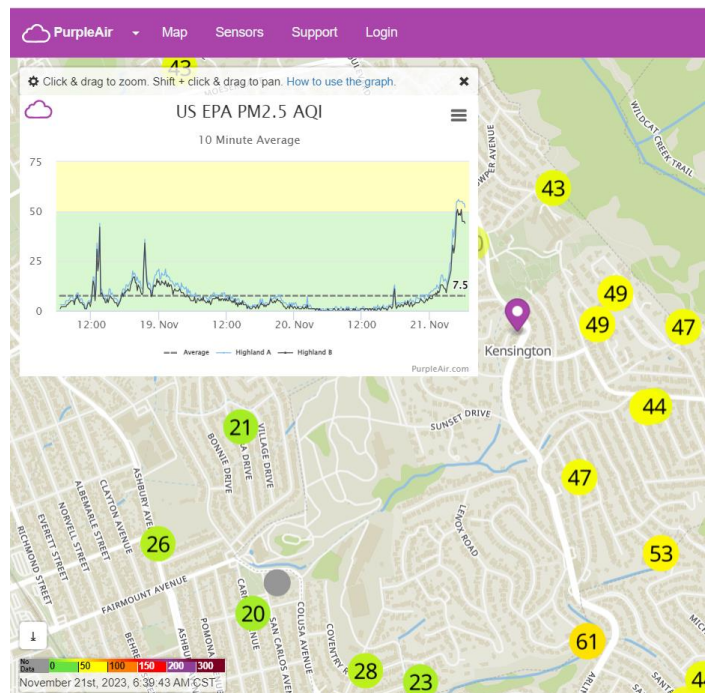 PurpleAir Map Sensors Support Login
43
Click & drag to zoom. Shift + click & drag to pan. How to use the graph.
US EPA PM2.5 AQI
10 Minute Average
75
50
25
0
7.5
12:00 19. Nov 12:00 20. Nov 12:00 21. Nov
Average Highland A Highland B
PurpleAir.com
WILDCAT CREEK TRAIL
43
49
49
47
Kensington
44
SUNSET DRIVE
21
VILLAGE DRIVE
BONNIE DRIVE
47
LENOX ROAD
ASHBURY AVE
CLAYTON AVENUE
ALBEMARLE STREET
NORVELL STREET
EVERETT STREET
RICHMOND STREET
26
53
FAIRMOUNT AVENUE
20
COLUSA AVENUE
SAN CARLOS AVE
POMONA
ASHBU
BEHRE
COVENTRY R
61
28
23
No Data 0 50 100 150 200 300
November 21st, 2023, 6:39:43 AM CST